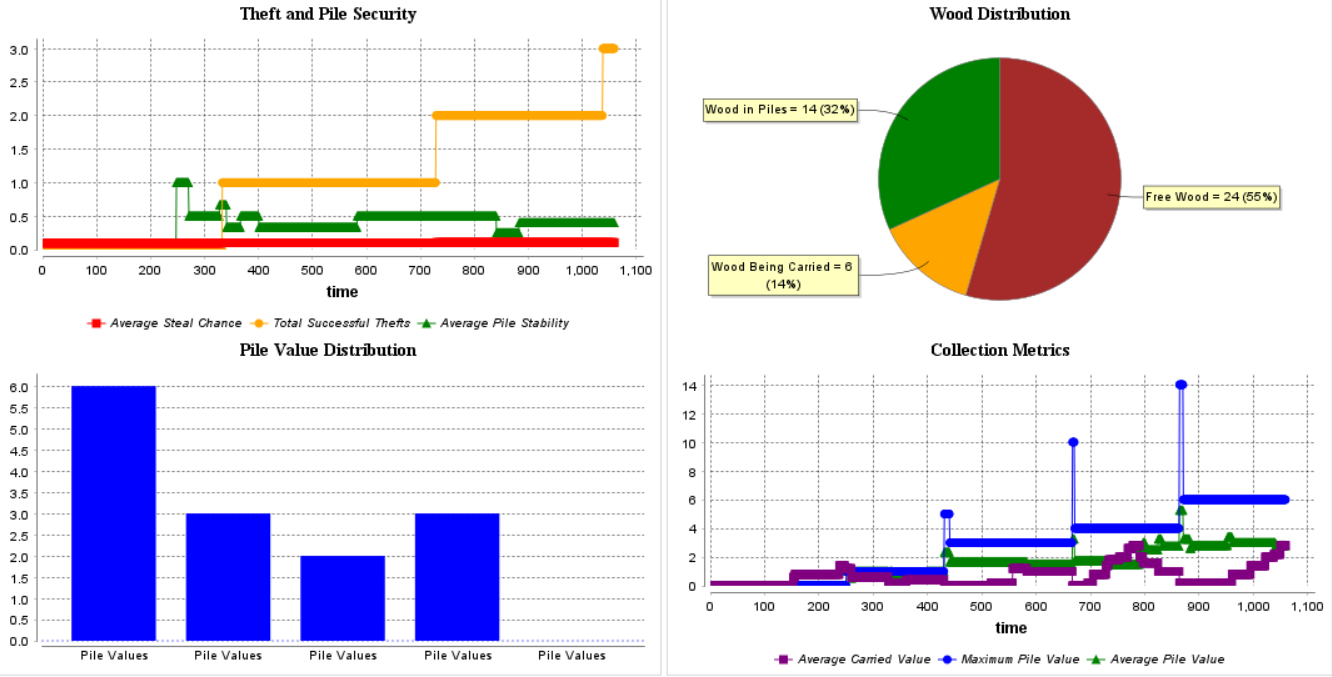 Theft and Pile Security
3.0
2.5
2.0
1.5
1.0
0.5
0.0
0 100 200 300 400 500 600 700 800 900 1,000 1,100
time
Average Steal Chance Total Successful Thefts Average Pile Stability
Wood Distribution
Wood in Piles = 14 (32%)
Free Wood = 24 (55%)
Wood Being Carried = 6
(14%)
Pile Value Distribution
6.0
5.5
5.0
4.5
4.0
3.5
3.0
2.5
2.0
1.5
1.0
0.5
0.0
Pile Values Pile Values Pile Values Pile Values Pile Values
Collection Metrics
14
12
10
8
6
4
2
0
0 100 200 300 400 500 600 700 800 900 1,000 1,100
time
Average Carried Value Maximum Pile Value Average Pile Value